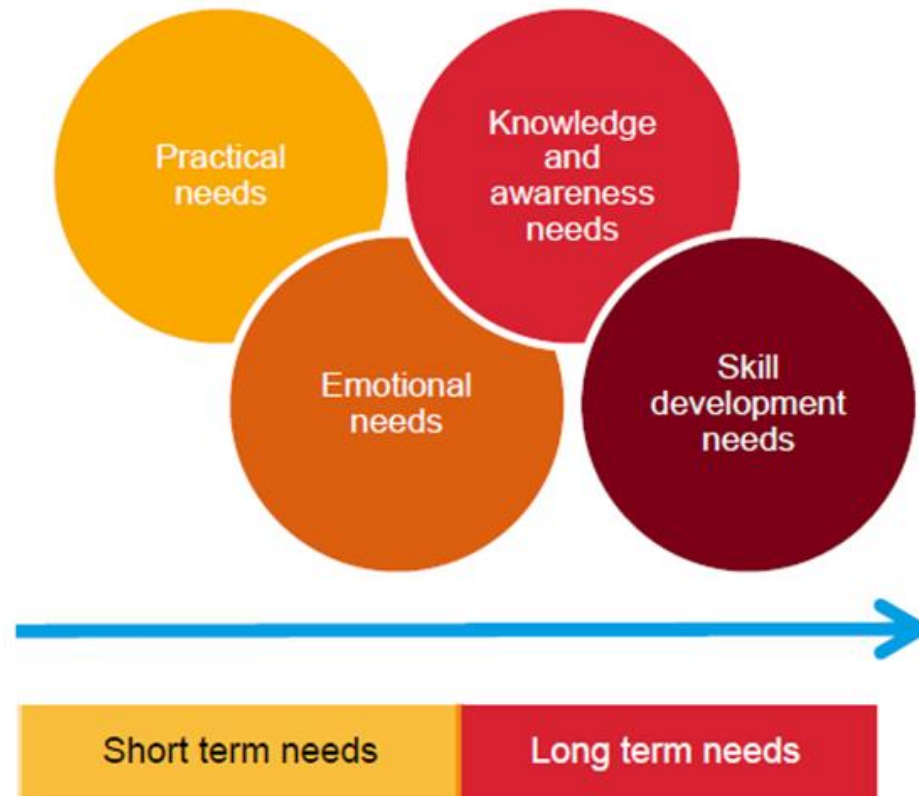 Practical
needs
Knowledge
and
awareness
needs
Emotional
needs
Skill
development
needs
Short term needs
Long term needs